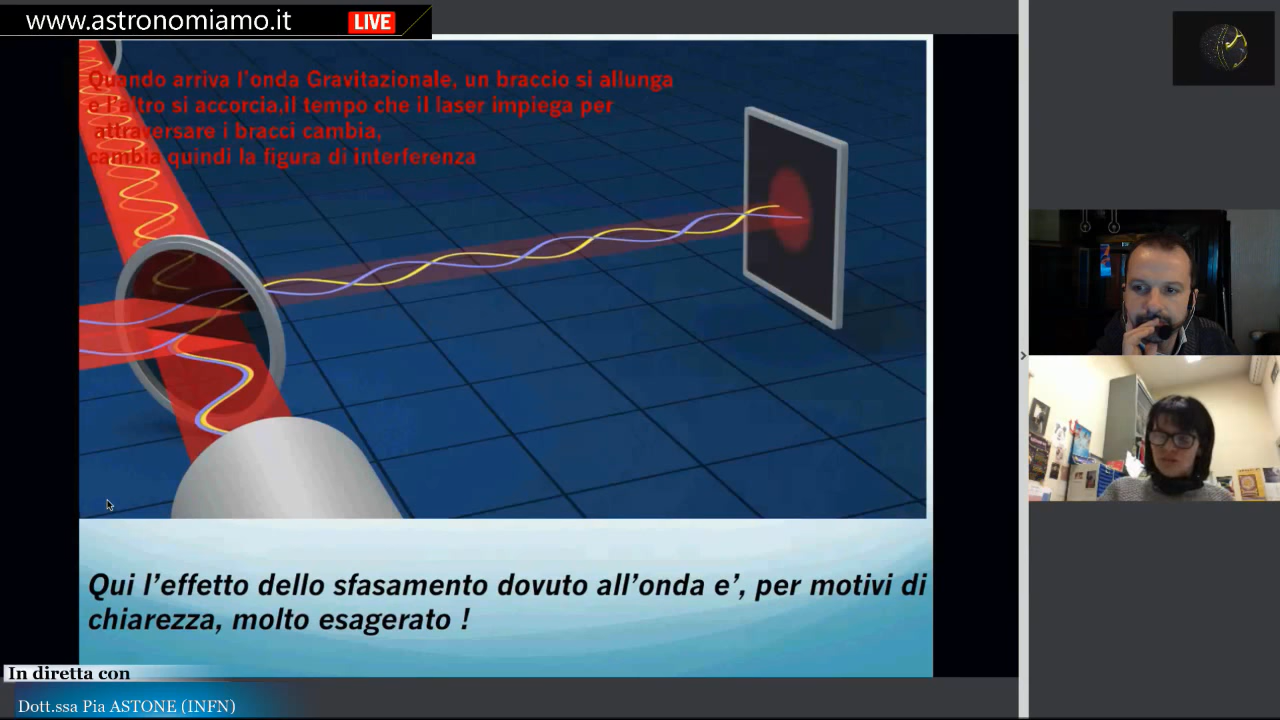 www.astronomiamo.it
LIVE
Quando arriva l'onda Gravitazionale, un braccio si allunga
e l'altro si accorcia,il tempo che il laser impiega per
attraversare i bracci cambia,
cambia quindi la figura di interferenza
Qui l'effetto dello sfasamento dovuto all'onda e', per motivi di
chiarezza, molto esagerato !
In diretta con
Dott.ssa Pia ASTONE (INFN)